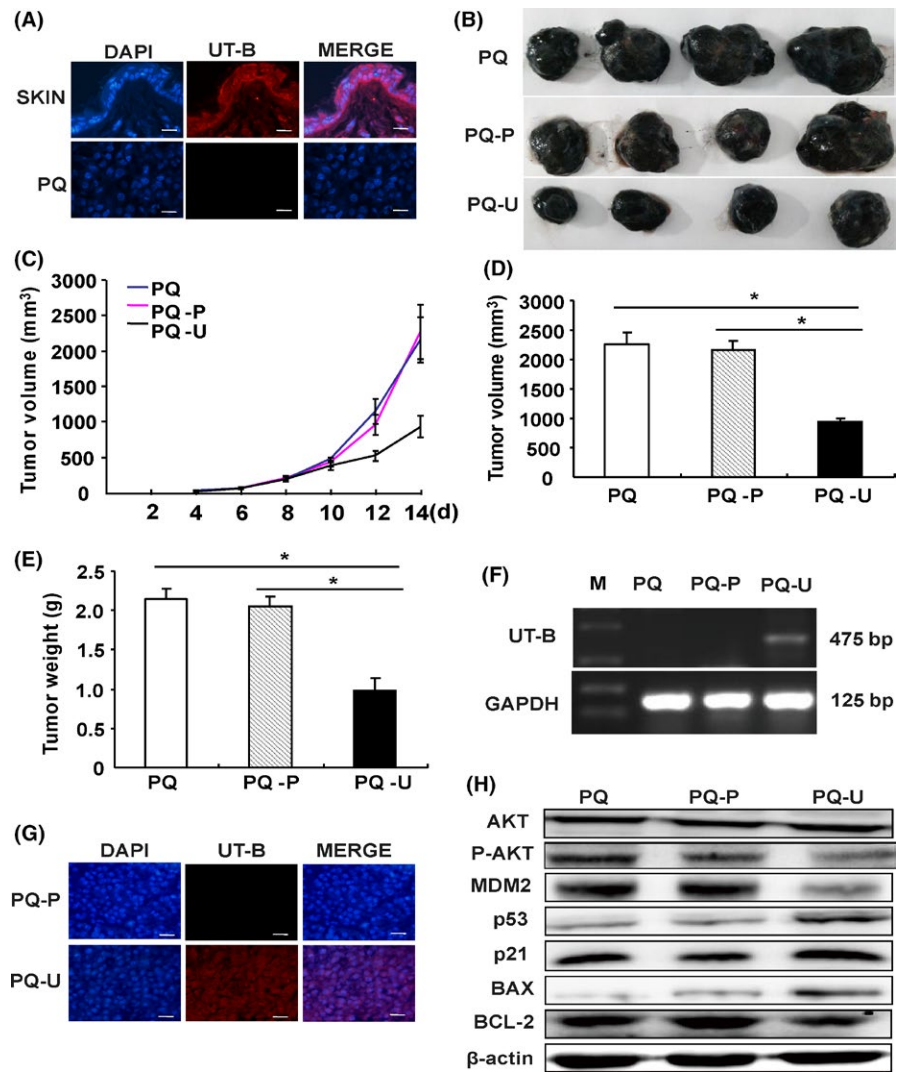 (A)
DAPI UT-B MERGE
SKIN
PQ
(B)
PQ
PQ-P
PQ-U
(C)
Tumor volume (mm³)
3000
2500
2000
1500
1000
500
0
PQ
PQ-P
PQ-U
2 4 6 8 10 12 14(d)
(D)
Tumor volume (mm³)
3000
2500
2000
1500
1000
500
0
*
*
PQ PQ-P PQ-U
(E)
Tumor weight (g)
2.5
2.0
1.5
1.0
0.5
0
*
*
PQ PQ-P PQ-U
(F)
M PQ PQ-P PQ-U
UT-B 475 bp
GAPDH 125 bp
(G)
DAPI UT-B MERGE
PQ-P
PQ-U
(H)
PQ PQ-P PQ-U
AKT
P-AKT
MDM2
p53
p21
BAX
BCL-2
β-actin